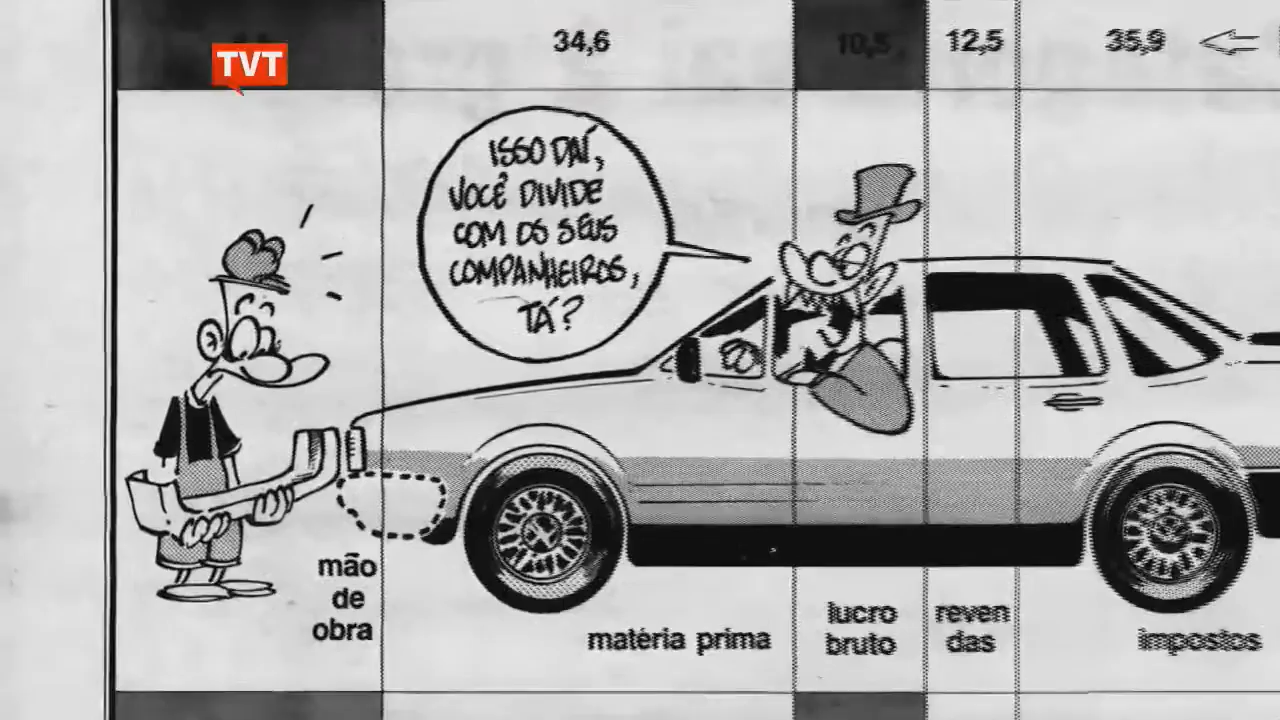 TVT
34,6
10,5
12,5
35,9
ISSO DAÍ,
VOCÊ DIVIDE
COM OS SEUS
COMPANHEIROS,
TÁ?
mão
de
obra
matéria prima
lucro
bruto
reven
das
impostos